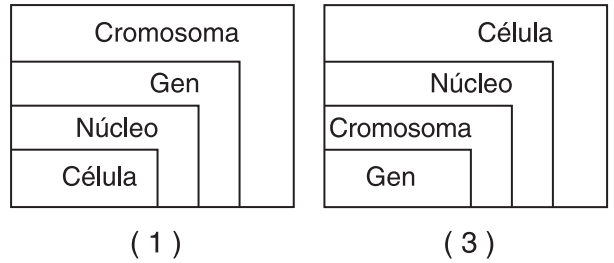 Cromosoma
Gen
Núcleo
Célula
( 1 )
Célula
Núcleo
Cromosoma
Gen
( 3 )